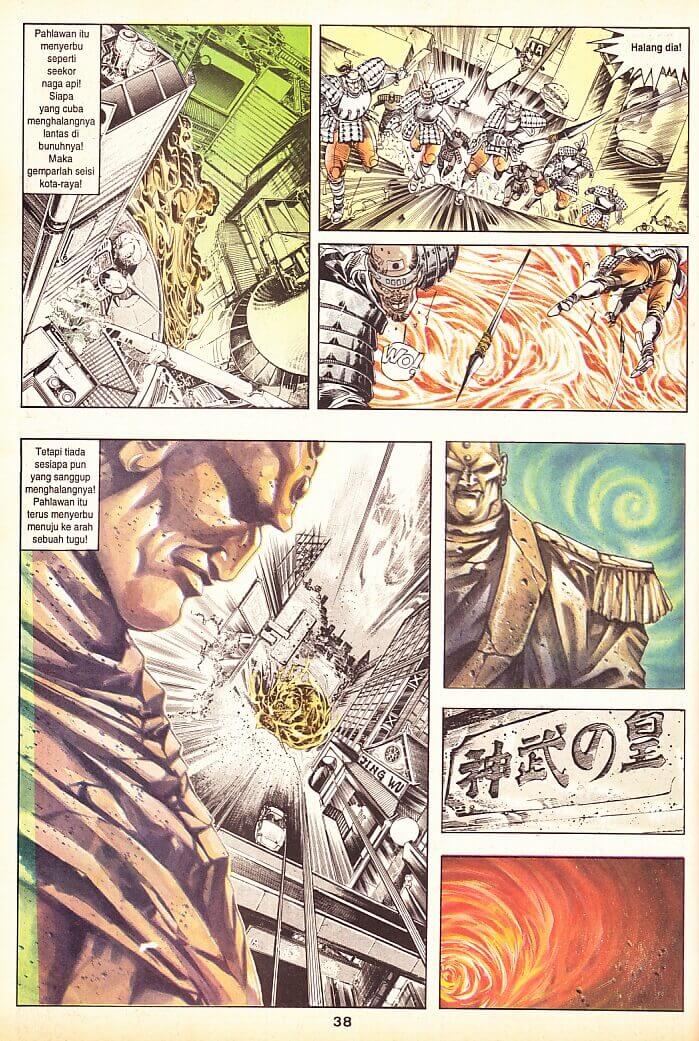 Pahlawan itu
menyerbu
seperti
seekor
naga api!
Siapa
yang cuba
menghalangnya
lantas di
bunuhnya!
Maka
gemparlah seisi
kota-raya!
Halang dia!
WO!
Tetapi tiada
sesiapa pun
yang sanggup
menghalangnya!
Pahlawan itu
terus menyerbu
menuju ke arah
sebuah tugu!
PING WU
神武の皇
38